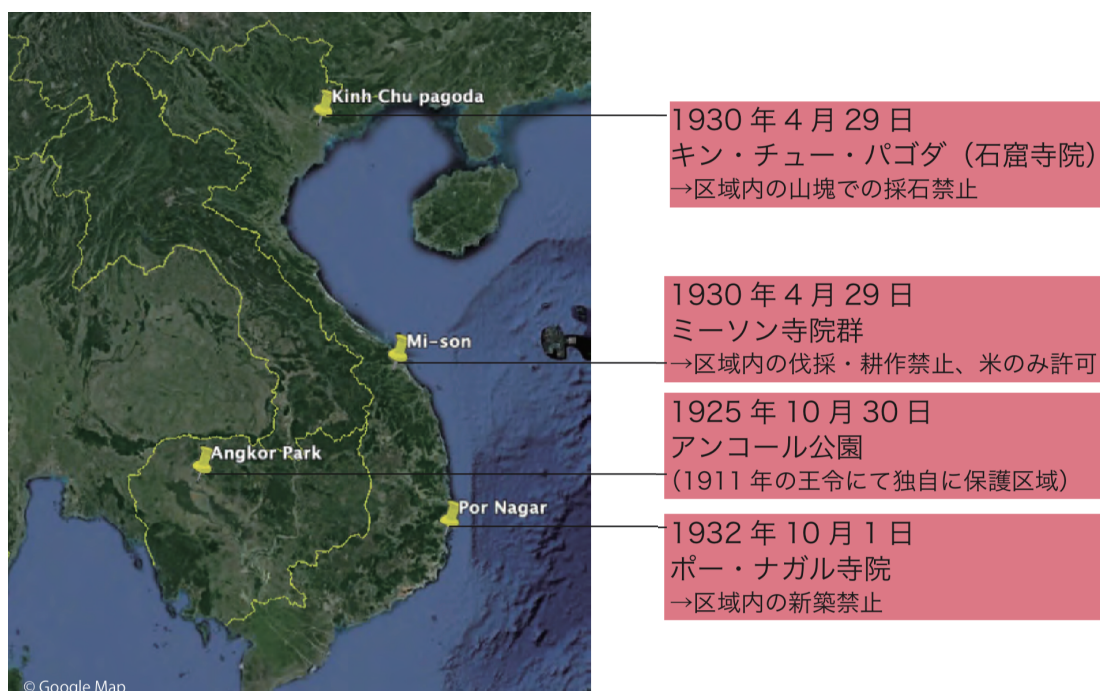 Kinh Chu pagoda
1930 年 4 月 29 日
キン・チュー・パゴダ（石窟寺院）
→区域内の山塊での採石禁止
Mi-son
1930 年 4 月 29 日
ミーソン寺院群
→区域内の伐採・耕作禁止、米のみ許可
Angkor Park
1925 年 10 月 30 日
アンコール公園
（1911 年の王令にて独自に保護区域）
Por Nagar
1932 年 10 月 1 日
ポー・ナガル寺院
→区域内の新築禁止
© Google Map